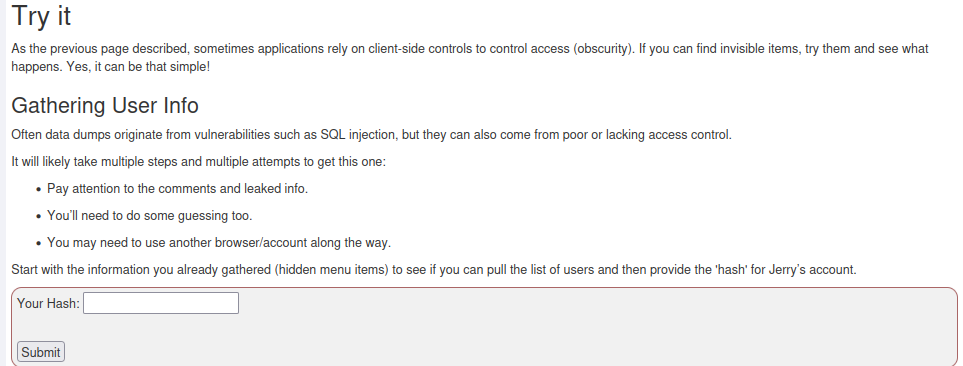 Try it
As the previous page described, sometimes applications rely on client-side controls to control access (obscurity). If you can find invisible items, try them and see what
happens. Yes, it can be that simple!
Gathering User Info
Often data dumps originate from vulnerabilities such as SQL injection, but they can also come from poor or lacking access control.
It will likely take multiple steps and multiple attempts to get this one:
• Pay attention to the comments and leaked info.
• You’ll need to do some guessing too.
• You may need to use another browser/account along the way.
Start with the information you already gathered (hidden menu items) to see if you can pull the list of users and then provide the 'hash' for Jerry’s account.
Your Hash:
Submit